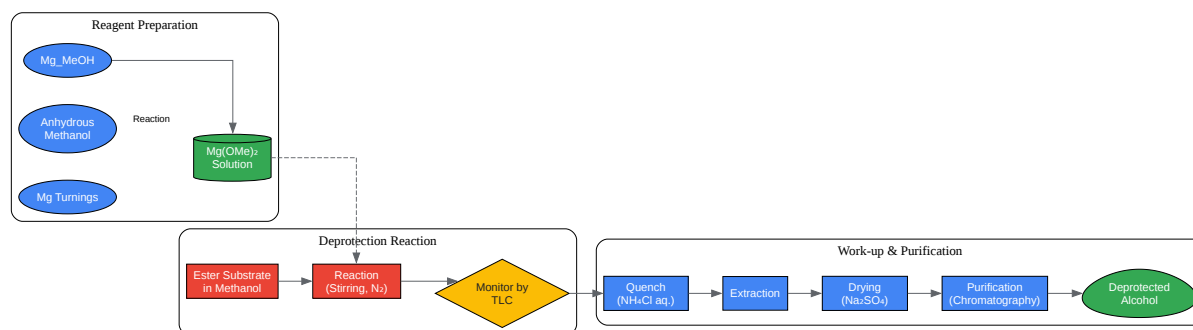 Reagent Preparation
Mg_MeOH
Anhydrous
Methanol
Reaction
Mg(OMe)₂
Solution
Mg Turnings
Deprotection Reaction
Ester Substrate
in Methanol
Reaction
(Stirring, N₂)
Monitor by
TLC
Work-up & Purification
Quench
(NH₄Cl aq.)
Extraction
Drying
(Na₂SO₄)
Purification
(Chromatography)
Deprotected
Alcohol